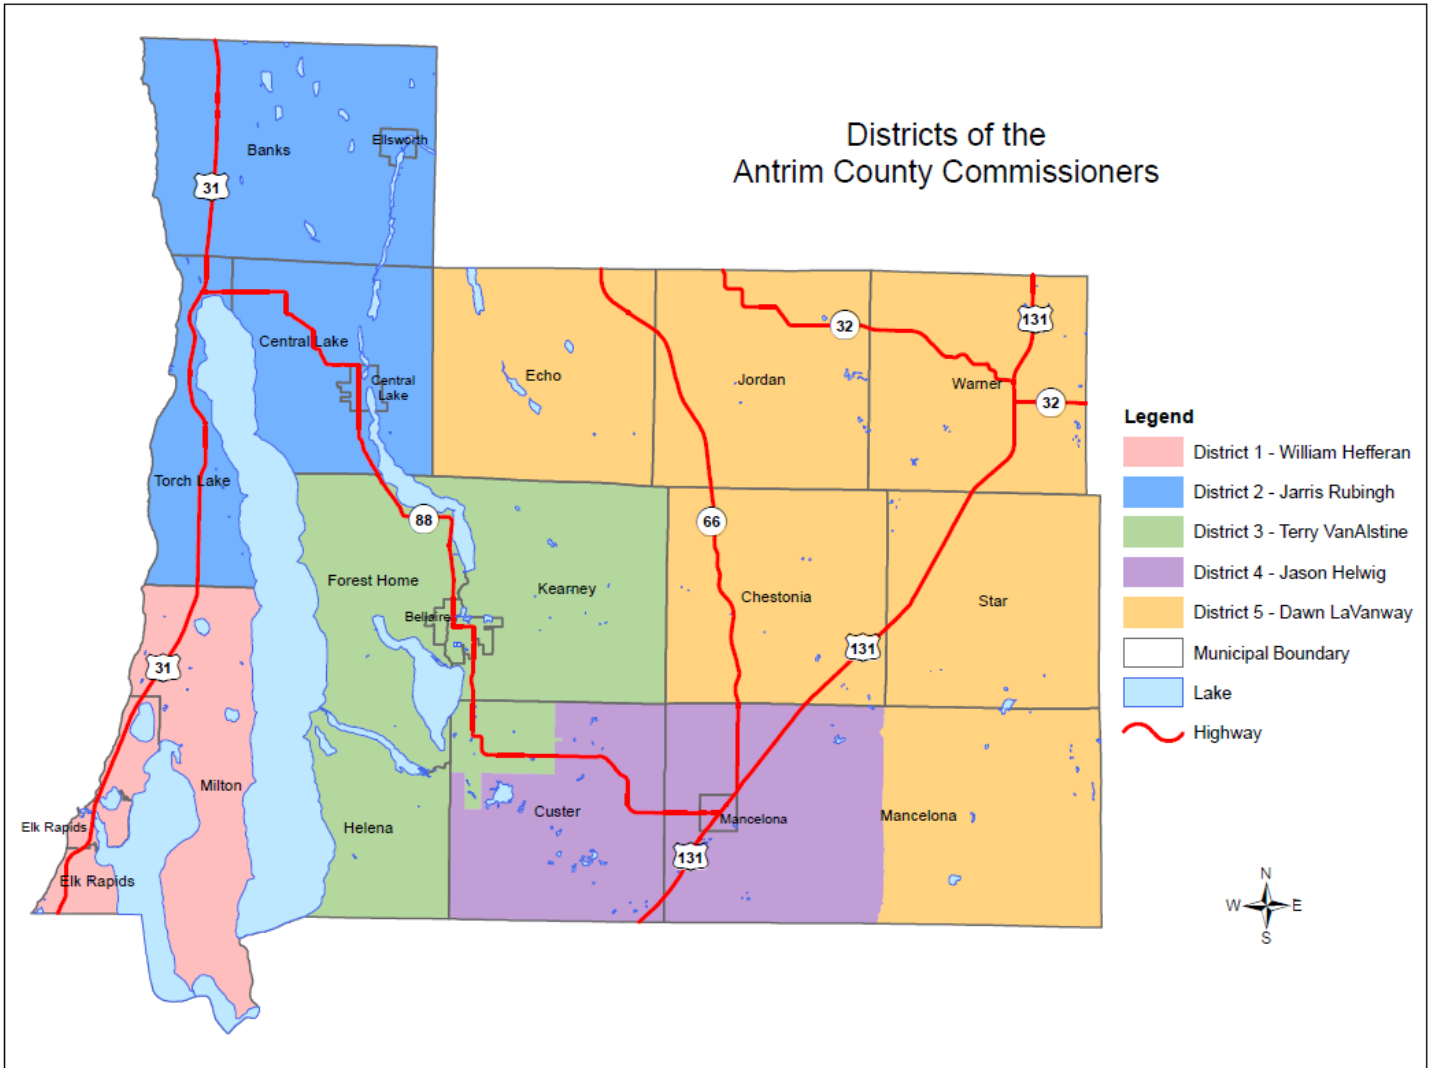 Districts of the
Antrim County Commissioners
Banks
Ellsworth
31
Central Lake
Central
Lake
Torch Lake
Echo
Jordan
32
131
Warner
32
88
66
Forest Home
Kearney
Bellaire
Chestonia
Star
131
31
Milton
Elk Rapids
Elk Rapids
Helena
Custer
Mancelona
Mancelona
131
Legend
District 1 - William Hefferan
District 2 - Jarris Rubingh
District 3 - Terry VanAlstine
District 4 - Jason Helwig
District 5 - Dawn LaVanway
Municipal Boundary
Lake
Highway
N
W E
S